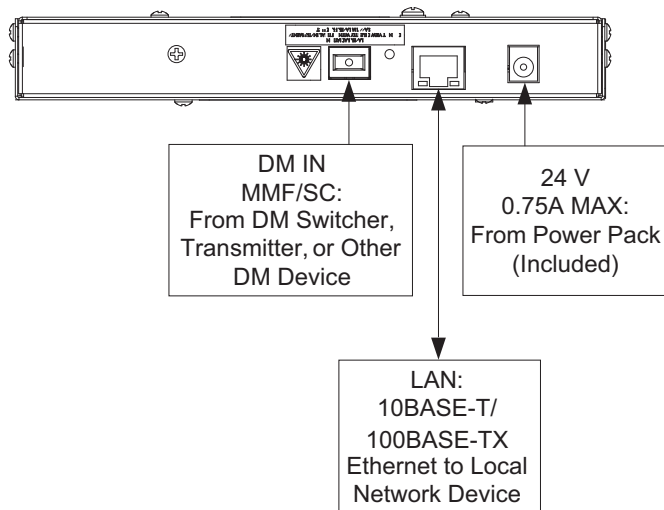 DM IN
MMF/SC:
From DM Switcher,
Transmitter, or Other
DM Device
24 V
0.75A MAX:
From Power Pack
(Included)
LAN:
10BASE-T/
100BASE-TX
Ethernet to Local
Network Device